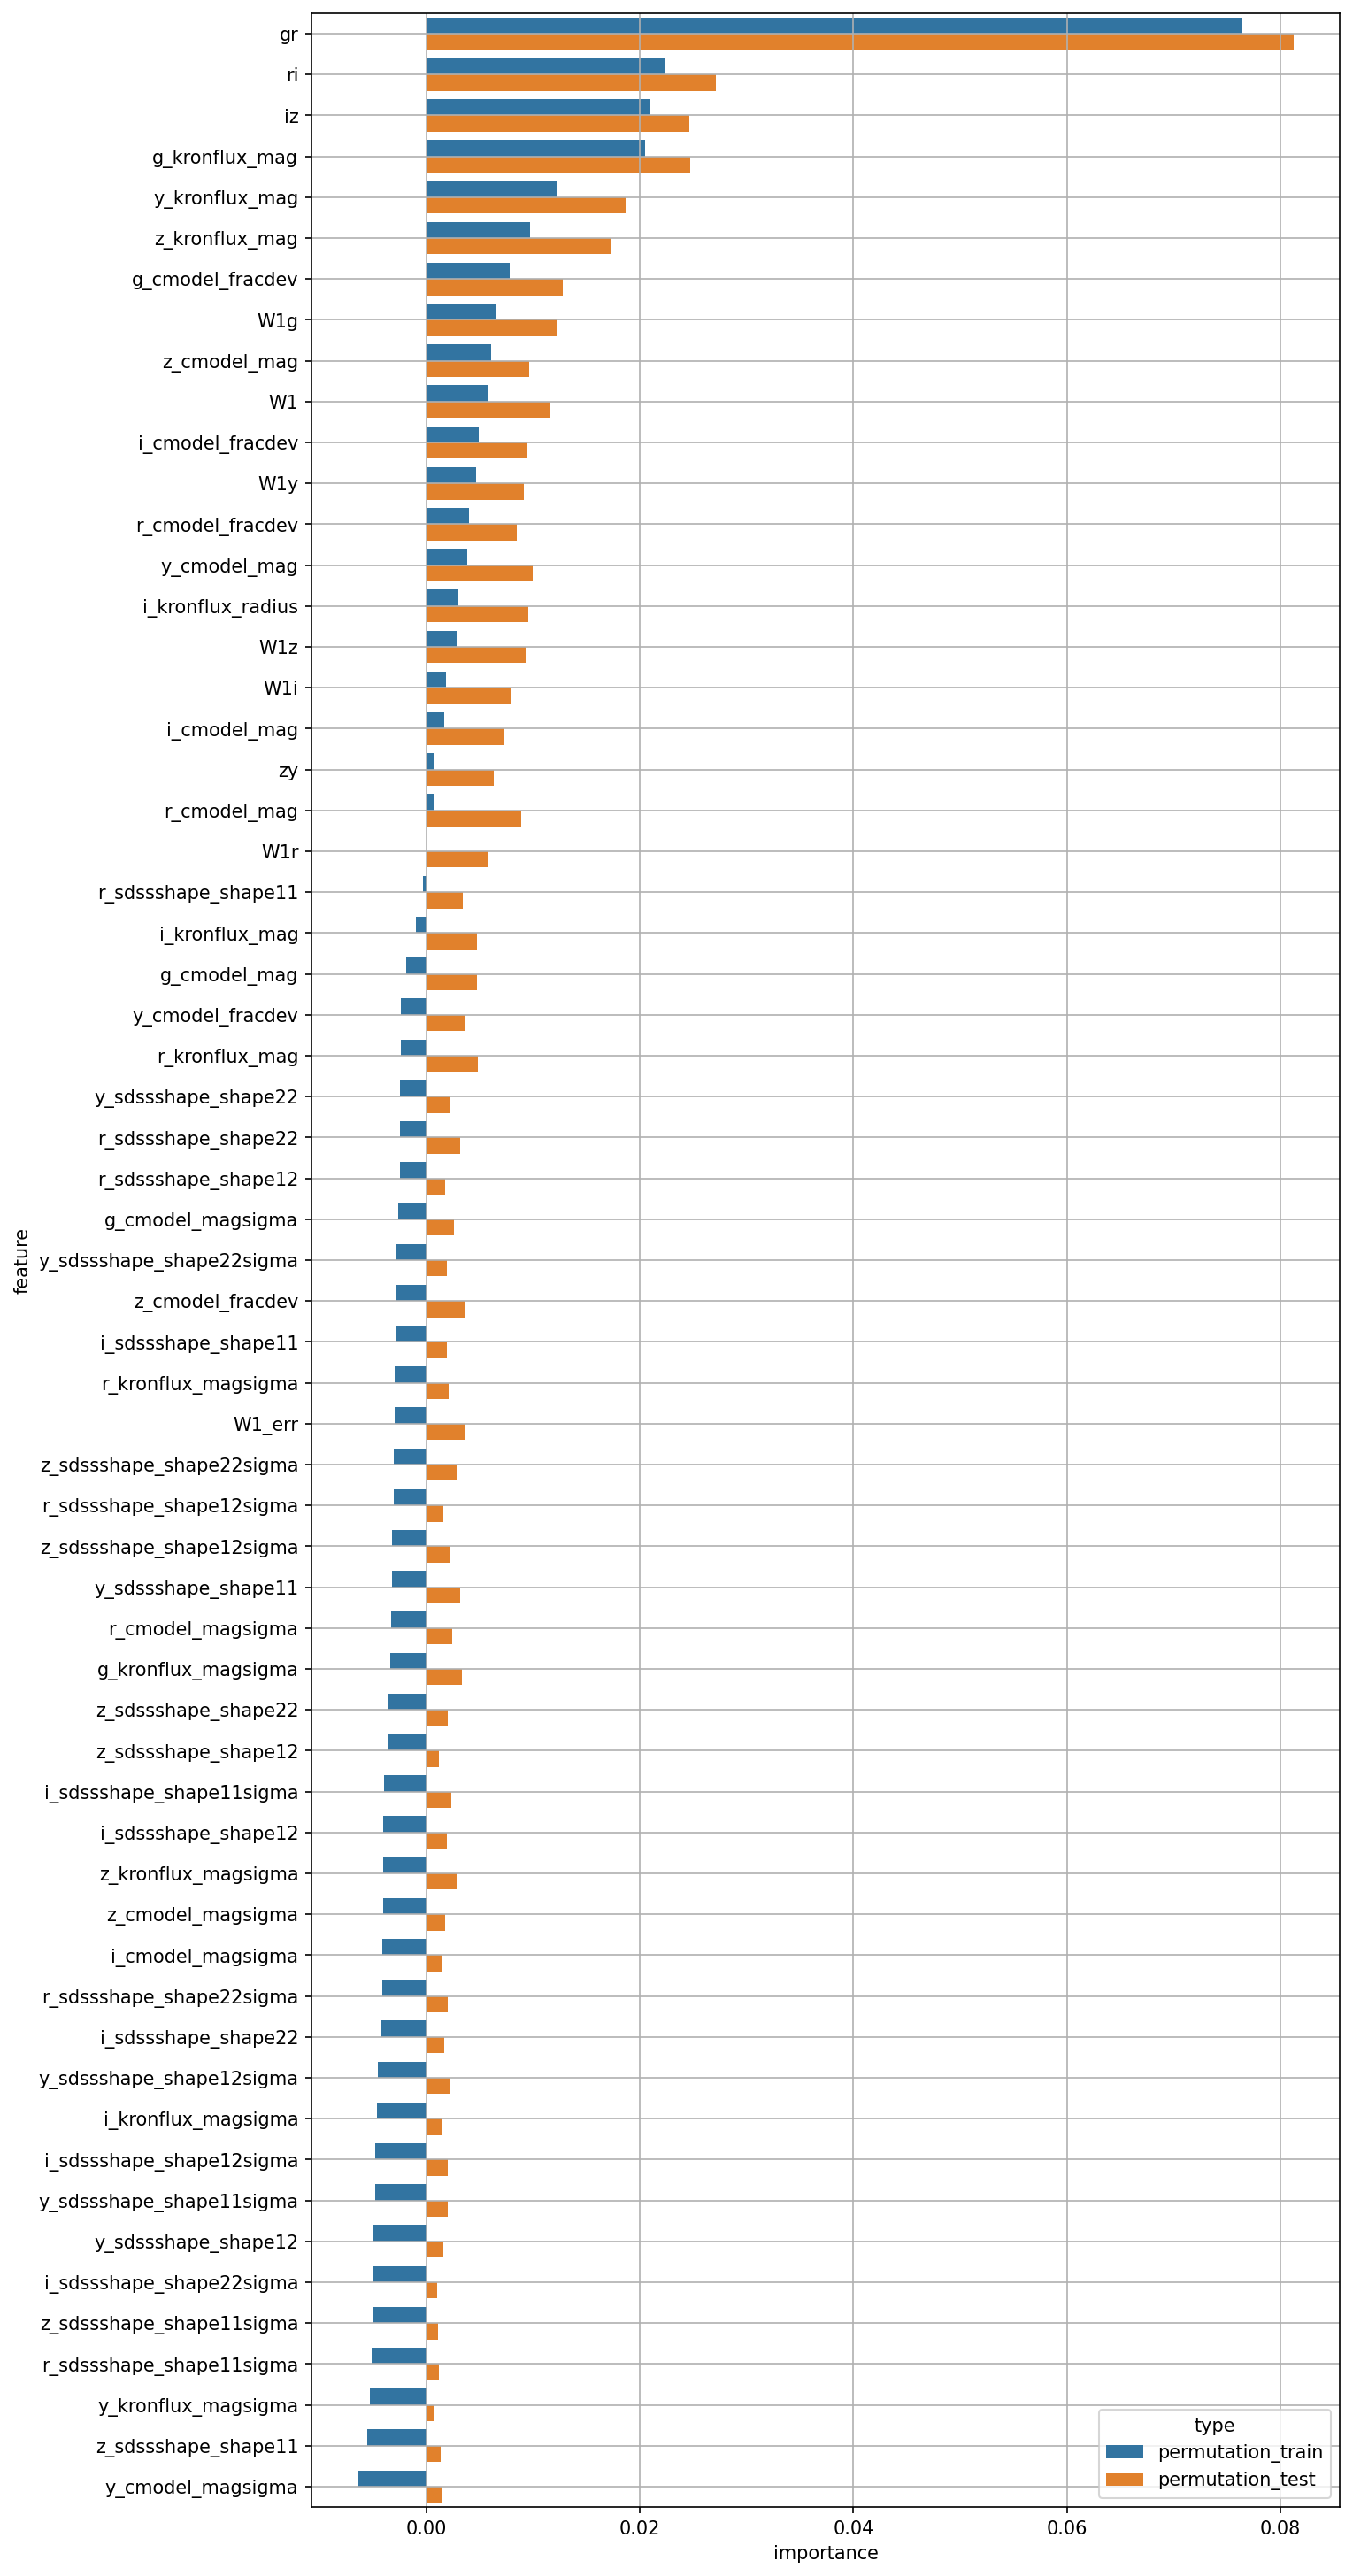 gr
ri
iz
g_kronflux_mag
y_kronflux_mag
z_kronflux_mag
g_cmodel_fracdev
W1g
z_cmodel_mag
W1
i_cmodel_fracdev
W1y
r_cmodel_fracdev
y_cmodel_mag
i_kronflux_radius
W1z
W1i
i_cmodel_mag
zy
r_cmodel_mag
W1r
r_sdssshape_shape11
i_kronflux_mag
g_cmodel_mag
y_cmodel_fracdev
r_kronflux_mag
y_sdssshape_shape22
r_sdssshape_shape22
r_sdssshape_shape12
g_cmodel_magsigma
y_sdssshape_shape22sigma
z_cmodel_fracdev
i_sdssshape_shape11
r_kronflux_magsigma
W1_err
z_sdssshape_shape22sigma
r_sdssshape_shape12sigma
z_sdssshape_shape12sigma
y_sdssshape_shape11
r_cmodel_magsigma
g_kronflux_magsigma
z_sdssshape_shape22
z_sdssshape_shape12
i_sdssshape_shape11sigma
i_sdssshape_shape12
z_kronflux_magsigma
z_cmodel_magsigma
i_cmodel_magsigma
r_sdssshape_shape22sigma
i_sdssshape_shape22
y_sdssshape_shape12sigma
i_kronflux_magsigma
i_sdssshape_shape12sigma
y_sdssshape_shape11sigma
y_sdssshape_shape12
i_sdssshape_shape22sigma
z_sdssshape_shape11sigma
r_sdssshape_shape11sigma
y_kronflux_magsigma
z_sdssshape_shape11
y_cmodel_magsigma
feature
type
permutation_train
permutation_test
0.00 0.02 0.04 0.06 0.08
importance